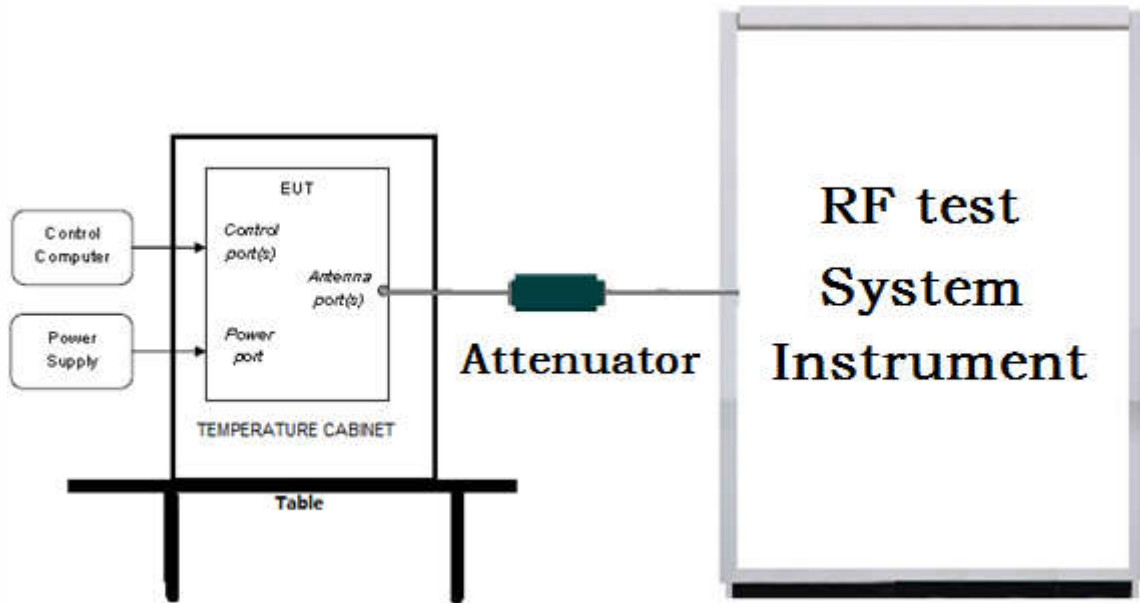 EUT
Control
Computer
Control
port(s)
Antenna
port(s)
Power
Supply
Power
port
TEMPERATURE CABINET
Table
Attenuator
RF test
System
Instrument